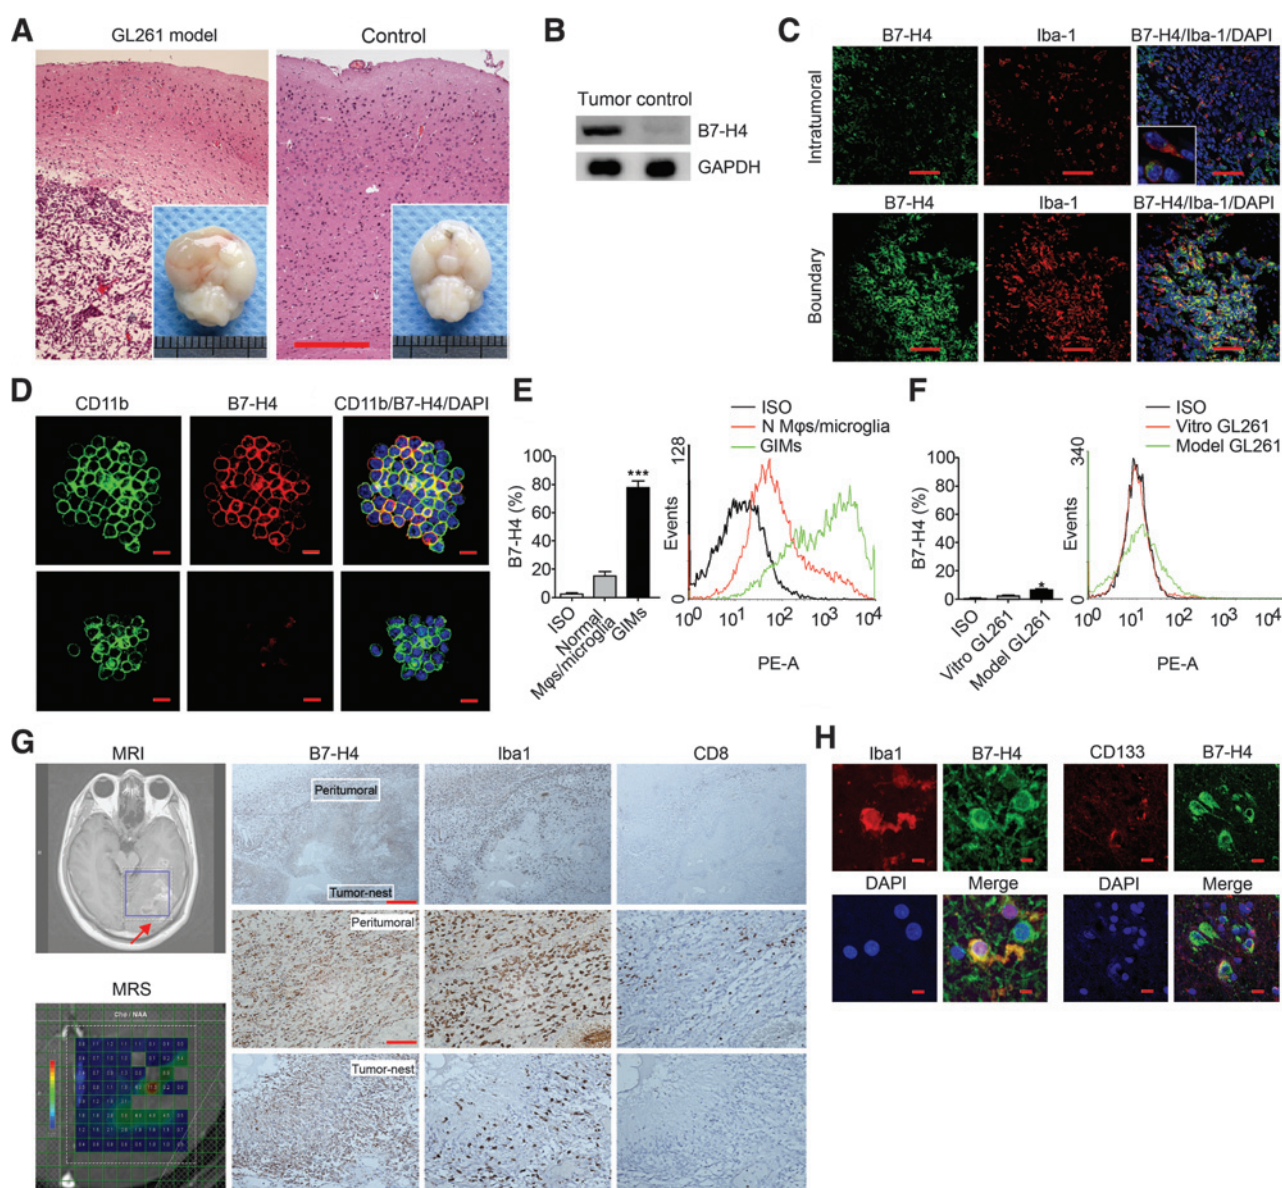 A
GL261 model
Control
B
Tumor control
B7-H4
GAPDH
C
B7-H4
Iba-1
B7-H4/Iba-1/DAPI
Intratumoral
B7-H4
Iba-1
B7-H4/Iba-1/DAPI
Boundary
D
CD11b
B7-H4
CD11b/B7-H4/DAPI
E
B7-H4 (%)
100
80
60
40
20
0
***
ISO
Normal
Mφs/microglia
GIMs
ISO
N Mφs/microglia
GIMs
128
Events
0
10⁰
10¹
10²
10³
10⁴
PE-A
F
B7-H4 (%)
100
80
60
40
20
0
*
ISO
Vitro GL261
Model GL261
ISO
Vitro GL261
Model GL261
340
Events
0
10⁰
10¹
10²
10³
10⁴
PE-A
G
MRI
B7-H4
Iba1
CD8
Peritumoral
Tumor-nest
Peritumoral
MRS
Cho / NAA
Tumor-nest
H
Iba1
B7-H4
CD133
B7-H4
DAPI
Merge
DAPI
Merge